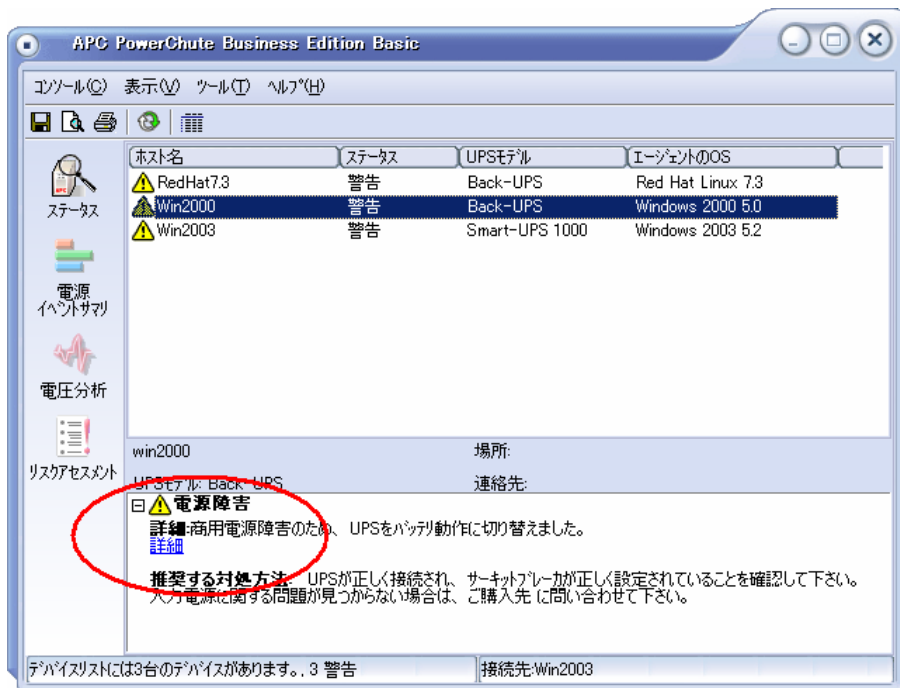 APC PowerChute Business Edition Basic
コンソール(C) 表示(V) ツール(T) ヘルプ(H)
ホスト名 ステータス UPSモデル エージェントのOS
RedHat7.3 警告 Back-UPS Red Hat Linux 7.3
Win2000 警告 Back-UPS Windows 2000 5.0
Win2003 警告 Smart-UPS 1000 Windows 2003 5.2
ステータス
電源
イベントサマリ
電圧分析
リスクアセスメント
win2000 場所:
UPSモデル: Back-UPS 連絡先:
電源障害
詳細:商用電源障害のため、UPSをバッテリ動作に切り替えました。
詳細
推奨する対処方法: UPSが正しく接続され、サーキットブレーカが正しく設定されていることを確認して下さい。
入力電源に関する問題が見つからない場合は、ご購入先 に問い合わせて下さい。
デバイスリストには3台のデバイスがあります。, 3 警告 接続先:Win2003